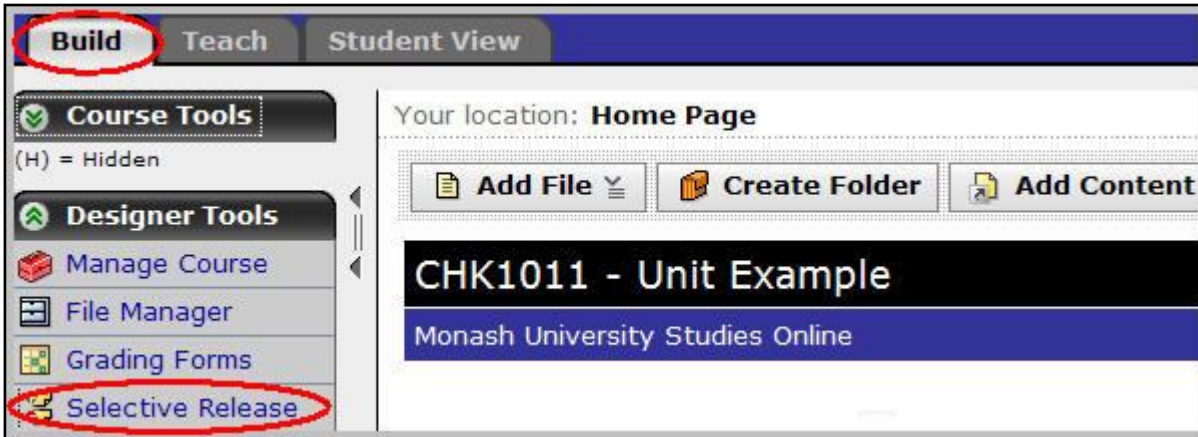 Build Teach Student View
Course Tools
(H) = Hidden
Designer Tools
Manage Course
File Manager
Grading Forms
Selective Release
Your location: Home Page
Add File Create Folder Add Content
CHK1011 - Unit Example
Monash University Studies Online